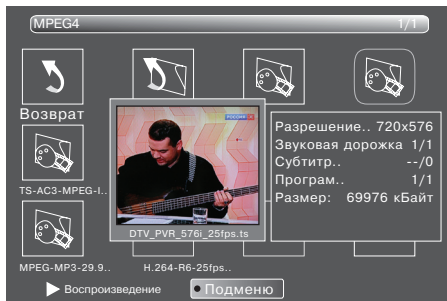 MPEG4 1/1
Возврат
РОССИЯ
Разрешение.. 720x576
Звуковая дорожка 1/1
Субтитр.. --/0
Програм.. 1/1
Размер: 69976 кБайт
TS-AC3-MPEG-I..
DTV_PVR_576i_25fps.ts
MPEG-MP3-29.9..
H.264-R6-25fps..
Воспроизведение
Подменю